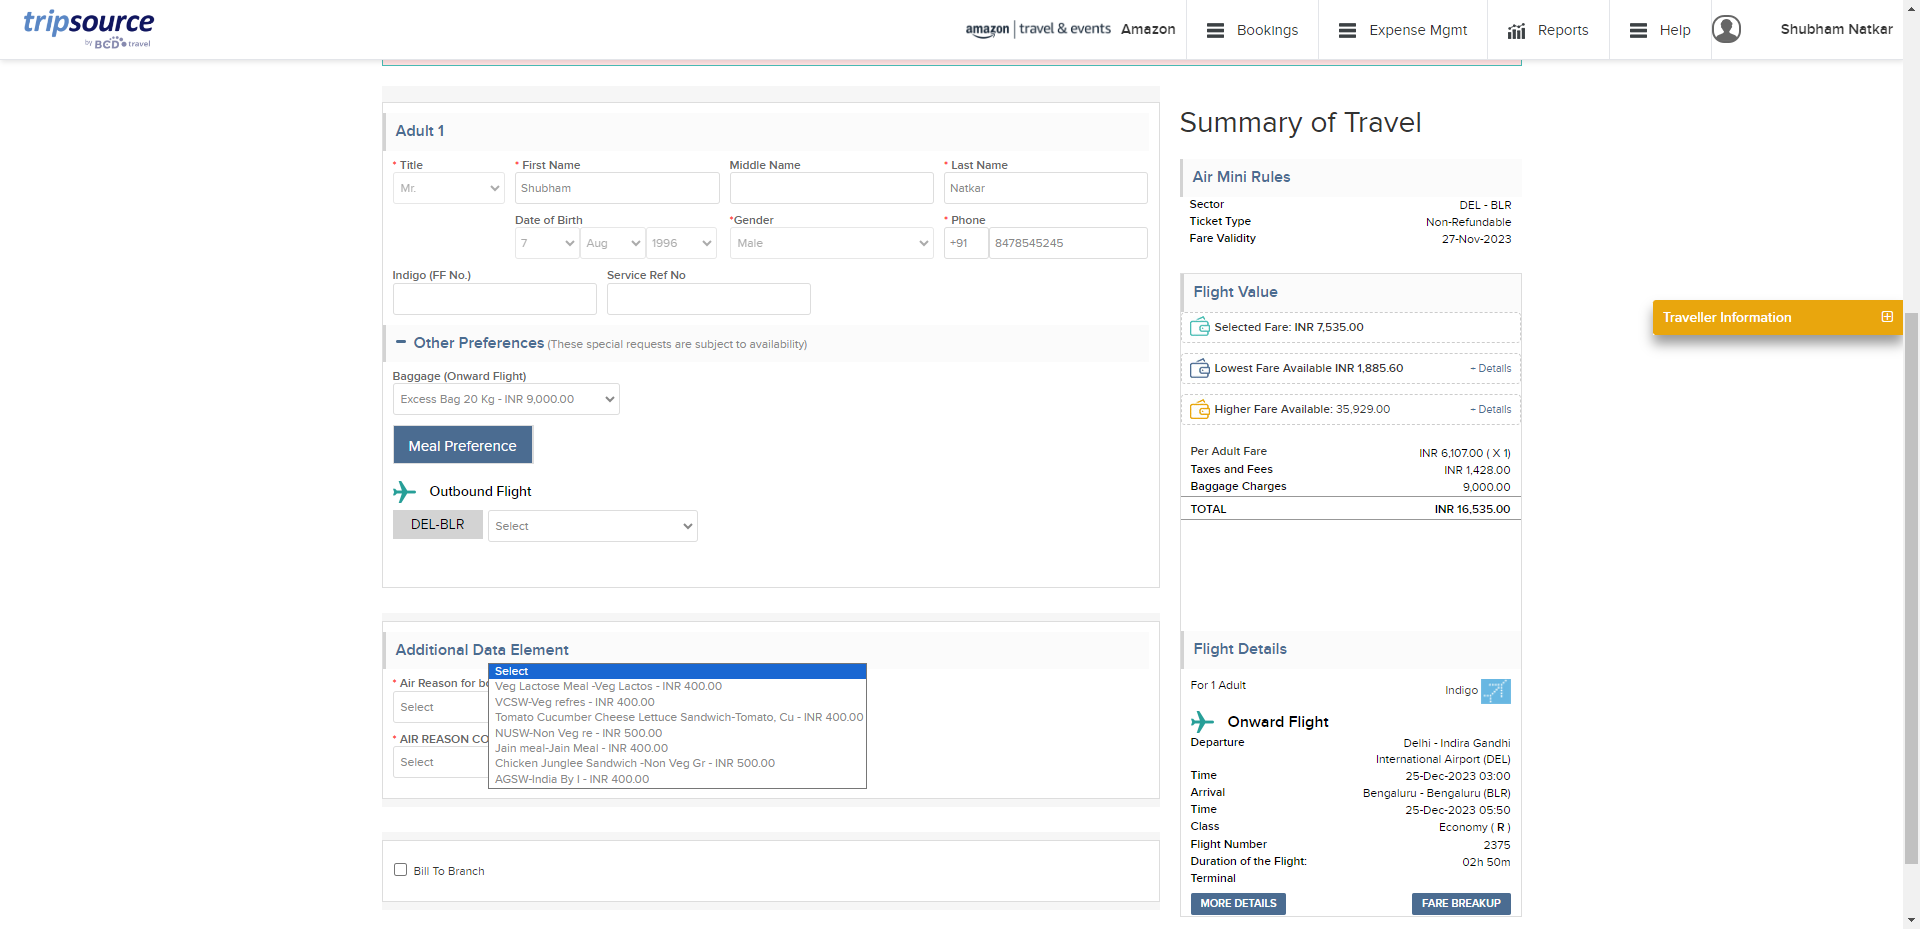 tripsource
by BCD travel
amazon travel & events Amazon
Bookings
Expense Mgmt
Reports
Help
Shubham Natkar
Adult 1
* Title
* First Name
Middle Name
* Last Name
Mr.
Shubham
Natkar
Date of Birth
*Gender
* Phone
7
Aug
1996
Male
+91
8478545245
Indigo (FF No.)
Service Ref No
Other Preferences (These special requests are subject to availability)
Baggage (Onward Flight)
Excess Bag 20 Kg - INR 9,000.00
Meal Preference
Outbound Flight
DEL-BLR
Select
Additional Data Element
* Air Reason for bo
Select
* AIR REASON CO
Select
Select
Veg Lactose Meal -Veg Lactos - INR 400.00
VCSW-Veg refres - INR 400.00
Tomato Cucumber Cheese Lettuce Sandwich-Tomato, Cu - INR 400.00
NUSW-Non Veg re - INR 500.00
Jain meal-Jain Meal - INR 400.00
Chicken Junglee Sandwich -Non Veg Gr - INR 500.00
AGSW-India By I - INR 400.00
Bill To Branch
Summary of Travel
Air Mini Rules
Sector DEL - BLR
Ticket Type Non-Refundable
Fare Validity 27-Nov-2023
Flight Value
Selected Fare: INR 7,535.00
Lowest Fare Available INR 1,885.60 + Details
Higher Fare Available: 35,929.00 + Details
Per Adult Fare INR 6,107.00 ( X 1)
Taxes and Fees INR 1,428.00
Baggage Charges 9,000.00
TOTAL INR 16,535.00
Flight Details
For 1 Adult Indigo
Onward Flight
Departure Delhi - Indira Gandhi
International Airport (DEL)
Time 25-Dec-2023 03:00
Arrival Bengaluru - Bengaluru (BLR)
Time 25-Dec-2023 05:50
Class Economy ( R )
Flight Number 2375
Duration of the Flight: 02h 50m
Terminal
MORE DETAILS
FARE BREAKUP
Traveller Information